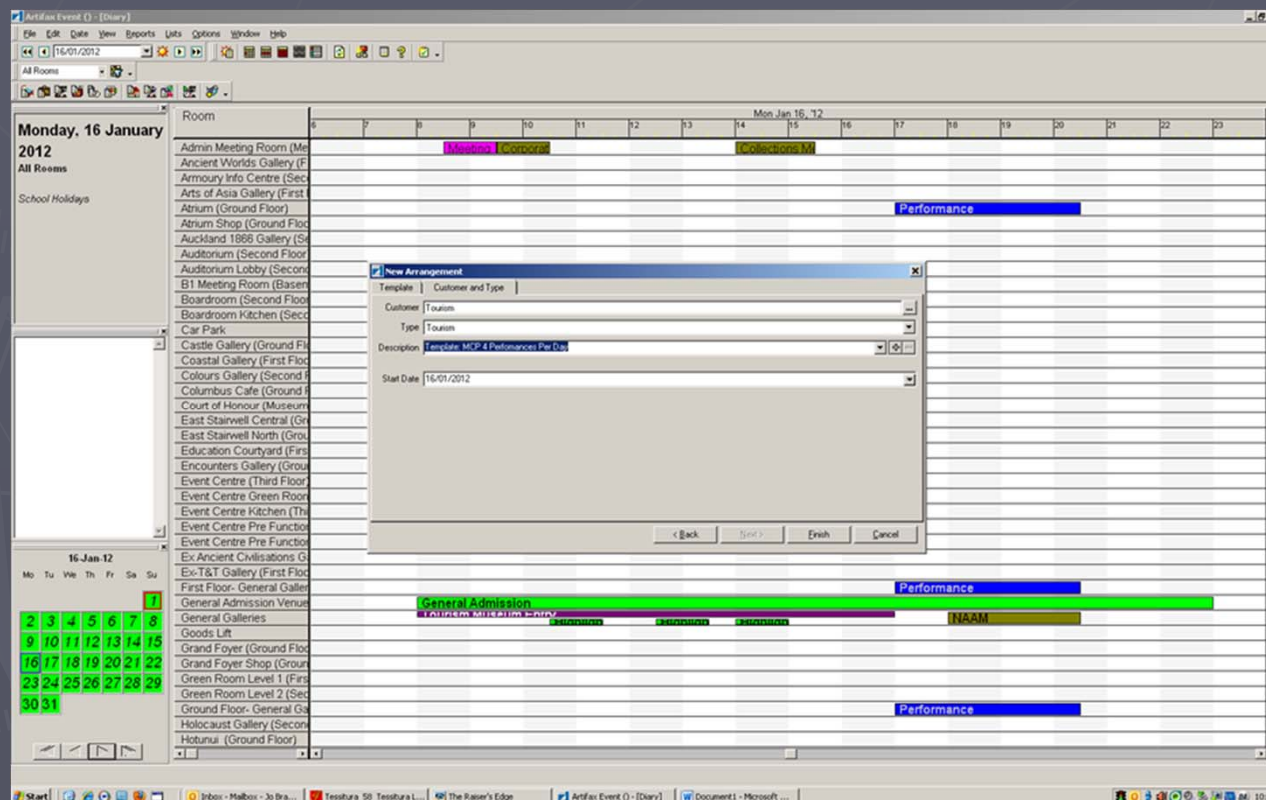 Artifax Event () - [Diary]
File Edit Date View Reports Lists Options Window Help
16/01/2012
All Rooms
Monday, 16 January
2012
All Rooms
School Holidays
Room
Mon Jan 16, '12
6 7 8 9 10 11 12 13 14 15 16 17 18 19 20 21 22 23
Admin Meeting Room (Me
Meeting
Corporat
Collections M
Ancient Worlds Gallery (F
Armoury Info Centre (Sec
Arts of Asia Gallery (First
Atrium (Ground Floor)
Performance
Atrium Shop (Ground Floo
Auckland 1866 Gallery (Se
Auditorium (Second Floor
Auditorium Lobby (Second
B1 Meeting Room (Basem
Boardroom (Second Floor
Boardroom Kitchen (Seco
Car Park
Castle Gallery (Ground Flo
Coastal Gallery (First Floo
Colours Gallery (Second F
Columbus Cafe (Ground F
Court of Honour (Museum
East Stairwell Central (Gr
East Stairwell North (Grou
Education Courtyard (Firs
Encounters Gallery (Grou
Event Centre (Third Floor)
Event Centre Green Room
Event Centre Kitchen (Thi
Event Centre Pre Function
Event Centre Pre Function
Ex Ancient Civilisations G
Ex-T&T Gallery (First Floo
First Floor- General Galler
Performance
General Admission Venue
General Admission
General Galleries
Tourism Museum Entry
NAAM
Goods Lift
Grand Foyer (Ground Floo
Grand Foyer Shop (Groun
Green Room Level 1 (Firs
Green Room Level 2 (Sec
Ground Floor- General Ga
Performance
Holocaust Gallery (Secon
Hotunui (Ground Floor)
New Arrangement
Template Customer and Type
Customer Tourism
Type Tourism
Description Template: MCP 4 Perfomances Per Day
Start Date 16/01/2012
< Back Next > Finish Cancel
16-Jan-12
Mo Tu We Th Fr Sa Su
1
2 3 4 5 6 7 8
9 10 11 12 13 14 15
16 17 18 19 20 21 22
23 24 25 26 27 28 29
30 31
Start Inbox - Mailbox - Jo Bra... Tessitura_S8_Tessitura L... The Raiser's Edge Artifax Event () - [Diary] Document1 - Microsoft ... 10: